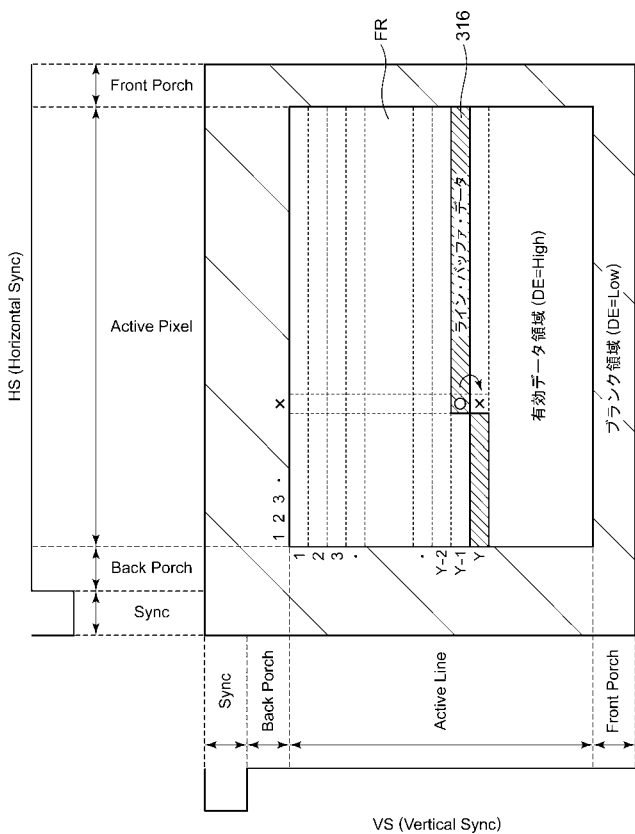 HS (Horizontal Sync)
Sync
Back Porch
Active Pixel
Front Porch
FR
316
1 2 3 ・ X
1
2
3
・
・
Y-2
Y-1
Y
ライン・バッファ・データ
○
×
有効データ領域 (DE=High)
ブランク領域 (DE=Low)
Sync
Back Porch
Active Line
Front Porch
VS (Vertical Sync)